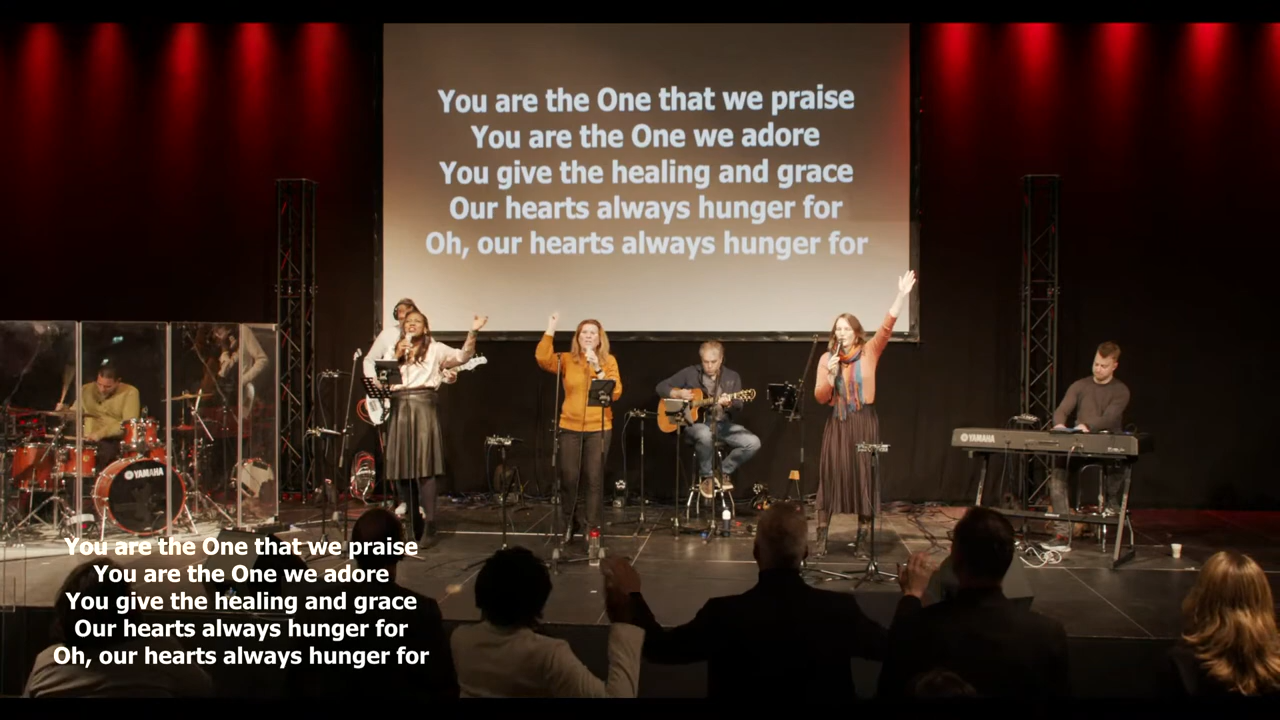 You are the One that we praise
You are the One we adore
You give the healing and grace
Our hearts always hunger for
Oh, our hearts always hunger for
YAMAHA
YAMAHA
You are the One that we praise
You are the One we adore
You give the healing and grace
Our hearts always hunger for
Oh, our hearts always hunger for